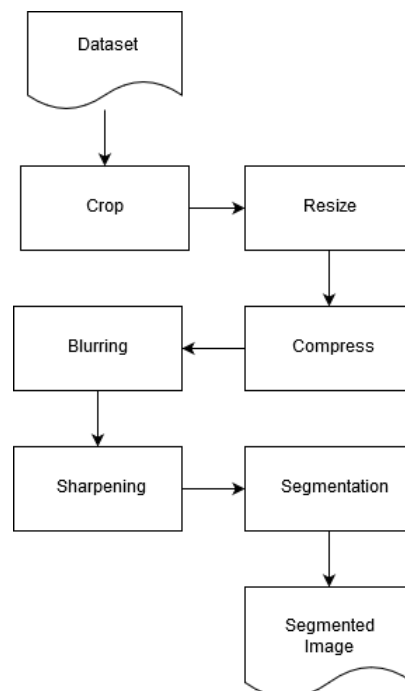 Dataset
Crop
Resize
Blurring
Compress
Sharpening
Segmentation
Segmented
Image